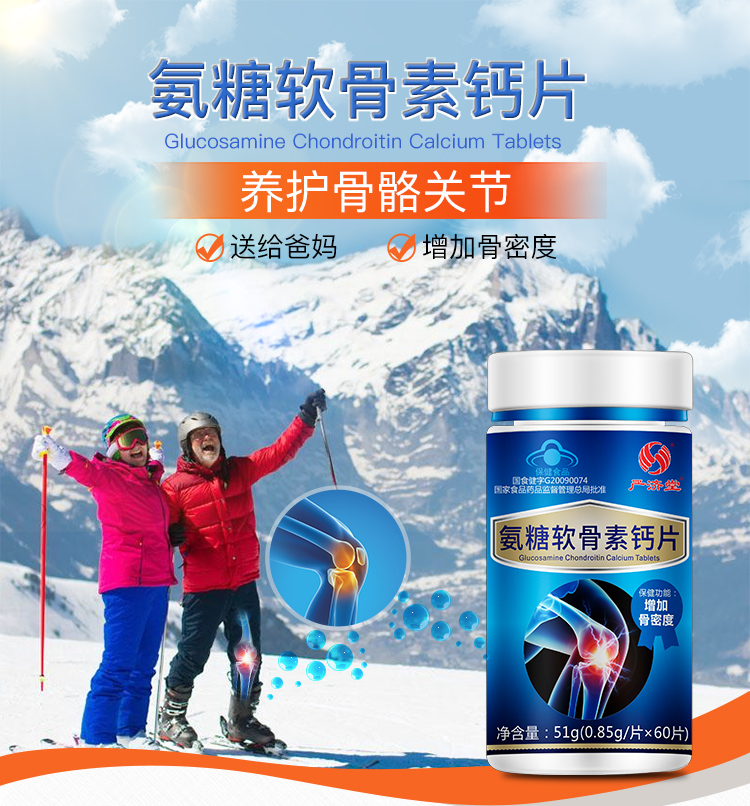 氨糖软骨素钙片
Glucosamine Chondroitin Calcium Tablets
养护骨骼关节
送给爸妈 增加骨密度
保健食品
国食健字G20090074
国家食品药品监督管理总局批准
严济堂
氨糖软骨素钙片
Glucosamine Chondroitin Calcium Tablets
保健功能：
增加
骨密度
净含量：51g(0.85g/片×60片)